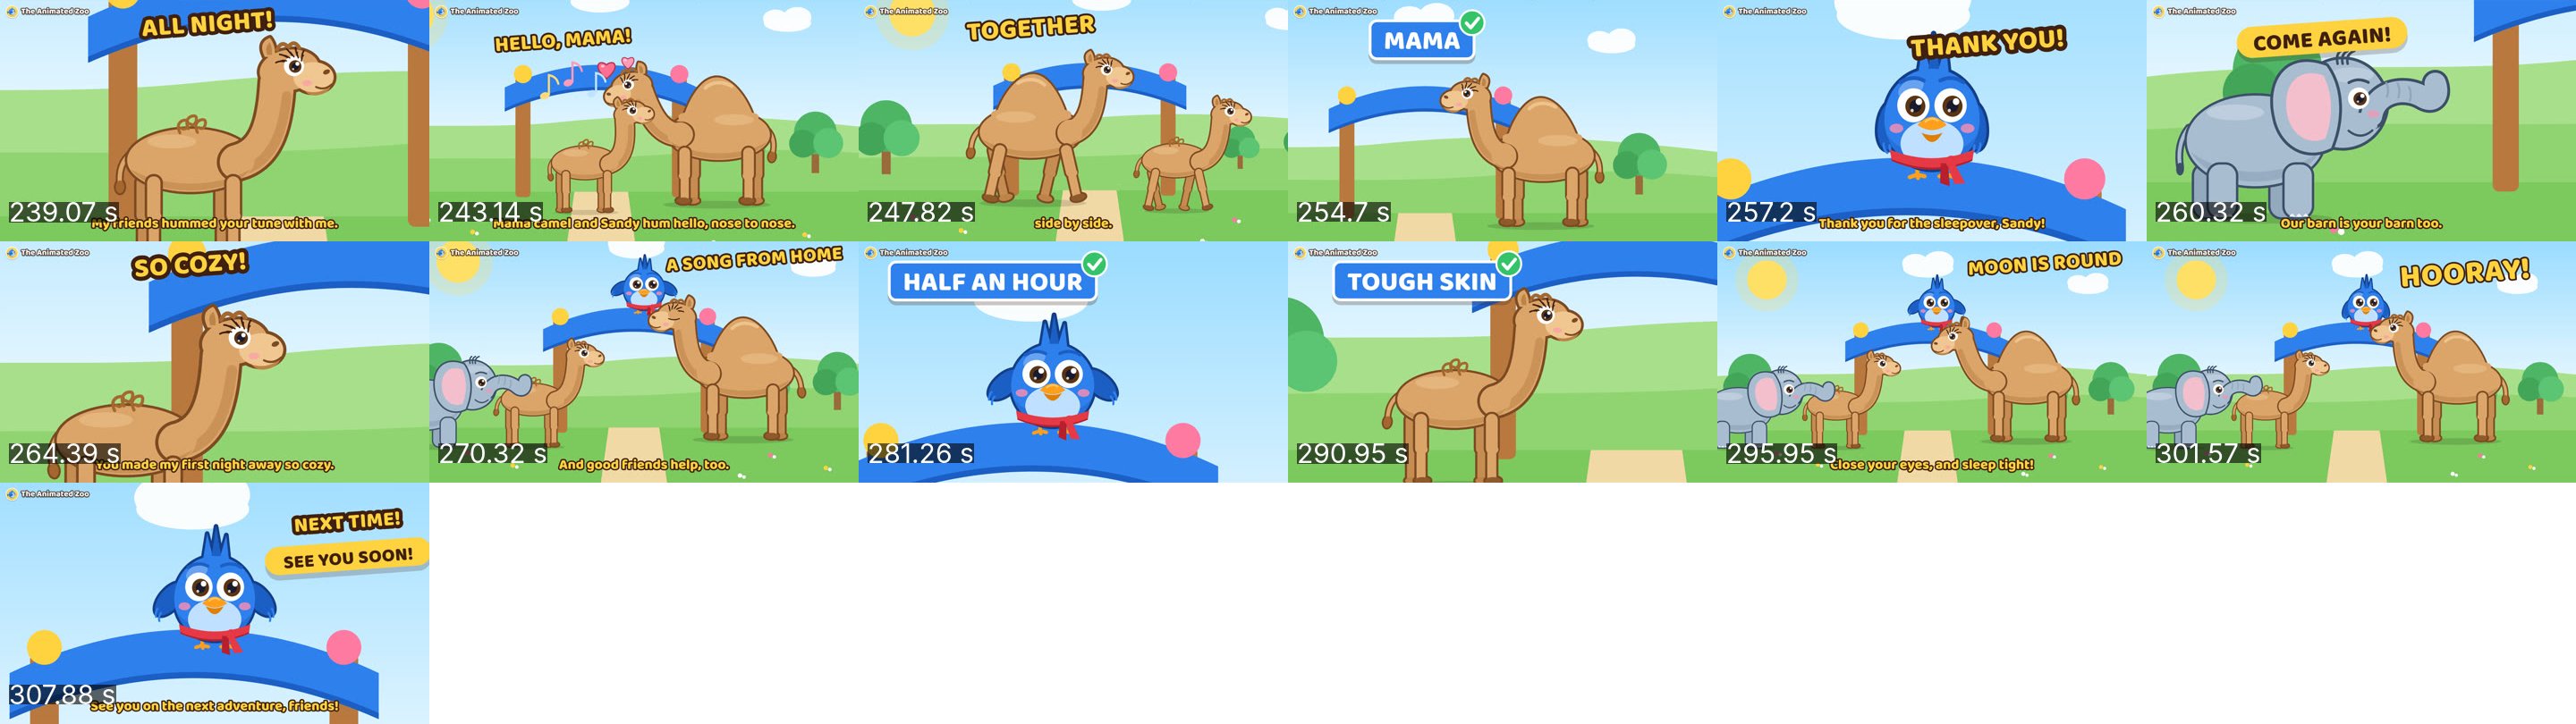 The Animated Zoo
ALL NIGHT!
239.07 s
My friends hummed your tune with me.
The Animated Zoo
HELLO, MAMA!
243.14 s
Mama camel and Sandy hum hello, nose to nose.
The Animated Zoo
TOGETHER
247.82 s
side by side.
The Animated Zoo
MAMA
254.7 s
The Animated Zoo
THANK YOU!
257.2 s
Thank you for the sleepover, Sandy!
The Animated Zoo
COME AGAIN!
260.32 s
Our barn is your barn too.
The Animated Zoo
SO COZY!
264.39 s
You made my first night away so cozy.
The Animated Zoo
A SONG FROM HOME
270.32 s
And good friends help, too.
The Animated Zoo
HALF AN HOUR
281.26 s
The Animated Zoo
TOUGH SKIN
290.95 s
The Animated Zoo
MOON IS ROUND
295.95 s
Close your eyes, and sleep tight!
The Animated Zoo
HOORAY!
301.57 s
The Animated Zoo
NEXT TIME!
SEE YOU SOON!
307.88 s
See you on the next adventure, friends!